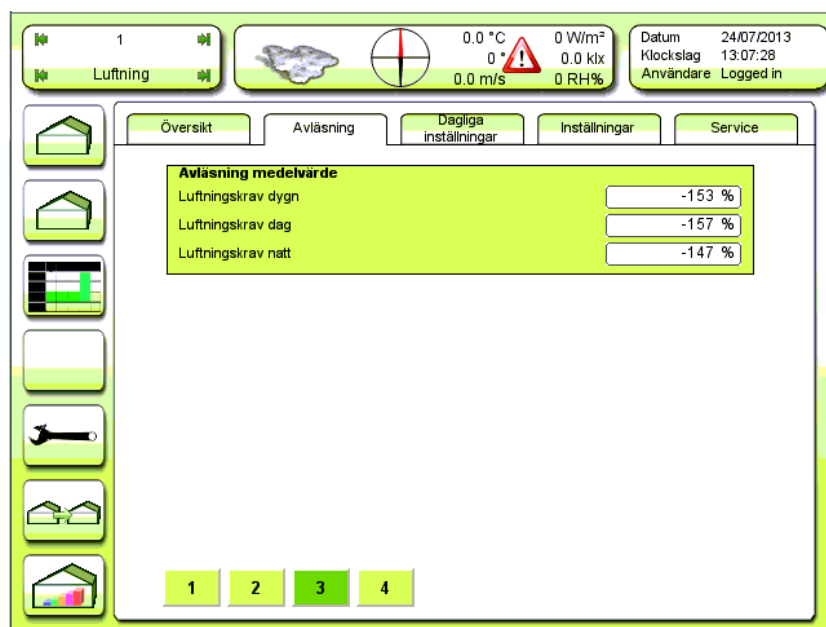 1
Luftning
0.0 °C
0 °
0.0 m/s
0 W/m²
0.0 klx
0 RH%
Datum 24/07/2013
Klockslag 13:07:28
Användare Logged in
Översikt
Avläsning
Dagliga
inställningar
Inställningar
Service
Avläsning medelvärde
Luftningskrav dygn -153 %
Luftningskrav dag -157 %
Luftningskrav natt -147 %
1 2 3 4